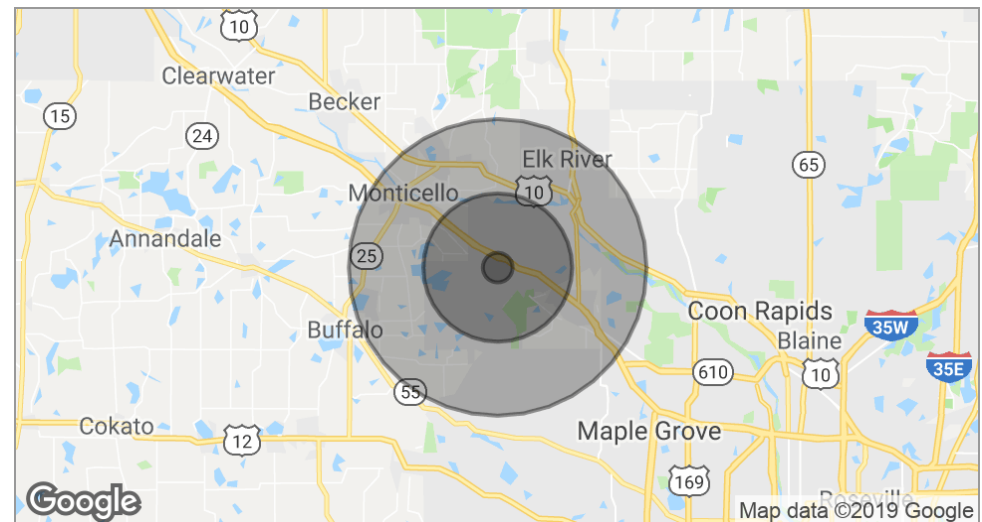 10
Clearwater
Becker
15
24
Elk River
65
Monticello
10
Annandale
25
Coon Rapids
Buffalo
35W
Blaine
610
10
35E
55
Cokato
12
Maple Grove
169
Roseville
Google
Map data ©2019 Google